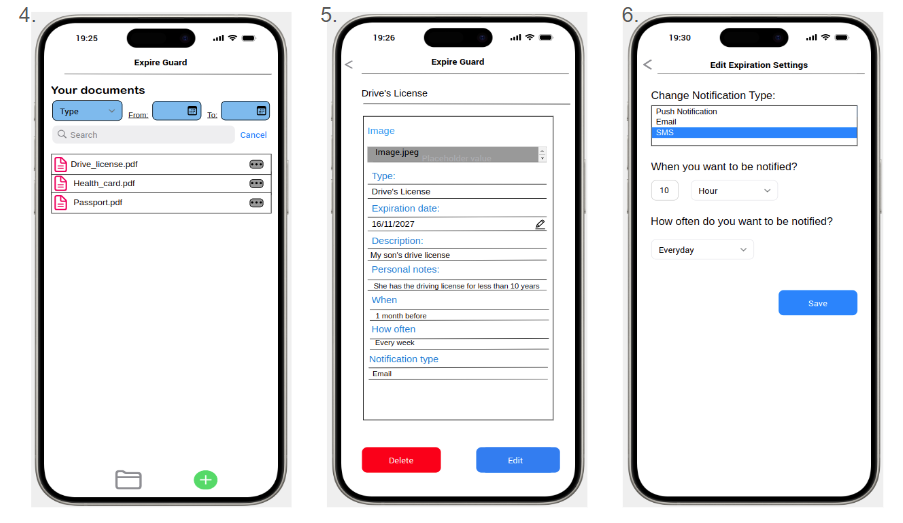 4.
19:25
Expire Guard
Your documents
Type From: To:
Search Cancel
Drive_license.pdf
Health_card.pdf
Passport.pdf
5.
19:26
Expire Guard
Drive's License
Image
Image.jpeg
Placeholder value
Type:
Drive's License
Expiration date:
16/11/2027
Description:
My son's drive license
Personal notes:
She has the driving license for less than 10 years
When
1 month before
How often
Every week
Notification type
Email
Delete Edit
6.
19:30
Edit Expiration Settings
Change Notification Type:
Push Notification
Email
SMS
When you want to be notified?
10 Hour
How often do you want to be notified?
Everyday
Save